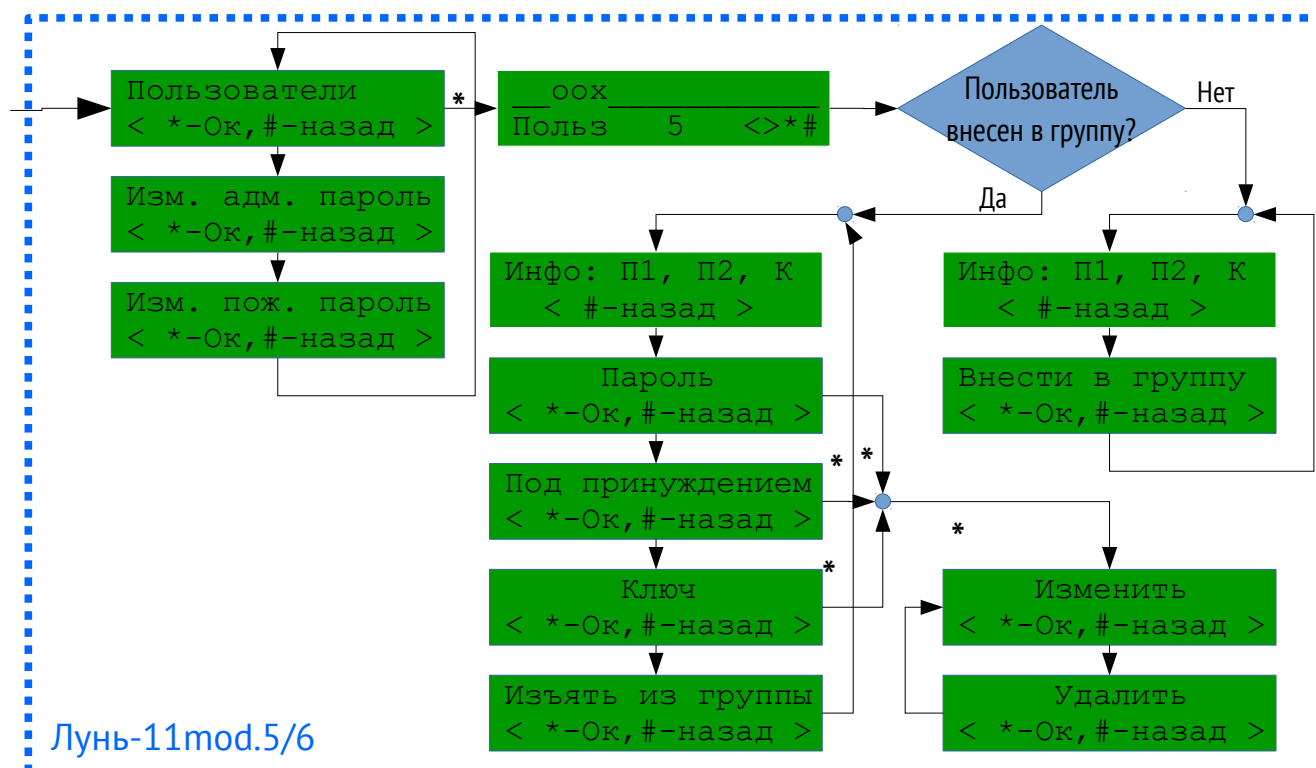 Пользователи
< *-Ок,#-назад >
*
__оох____________
Польз 5 <>*#
Пользователь
внесен в группу?
Нет
Да
Изм. адм. пароль
< *-Ок,#-назад >
Изм. пож. пароль
< *-Ок,#-назад >
Инфо: П1, П2, К
< #-назад >
Пароль
< *-Ок,#-назад >
*
Под принуждением
< *-Ок,#-назад >
*
Ключ
< *-Ок,#-назад >
*
Изъять из группы
< *-Ок,#-назад >
Инфо: П1, П2, К
< #-назад >
Внести в группу
< *-Ок,#-назад >
*
Изменить
< *-Ок,#-назад >
Удалить
< *-Ок,#-назад >
Лунь-11mod.5/6